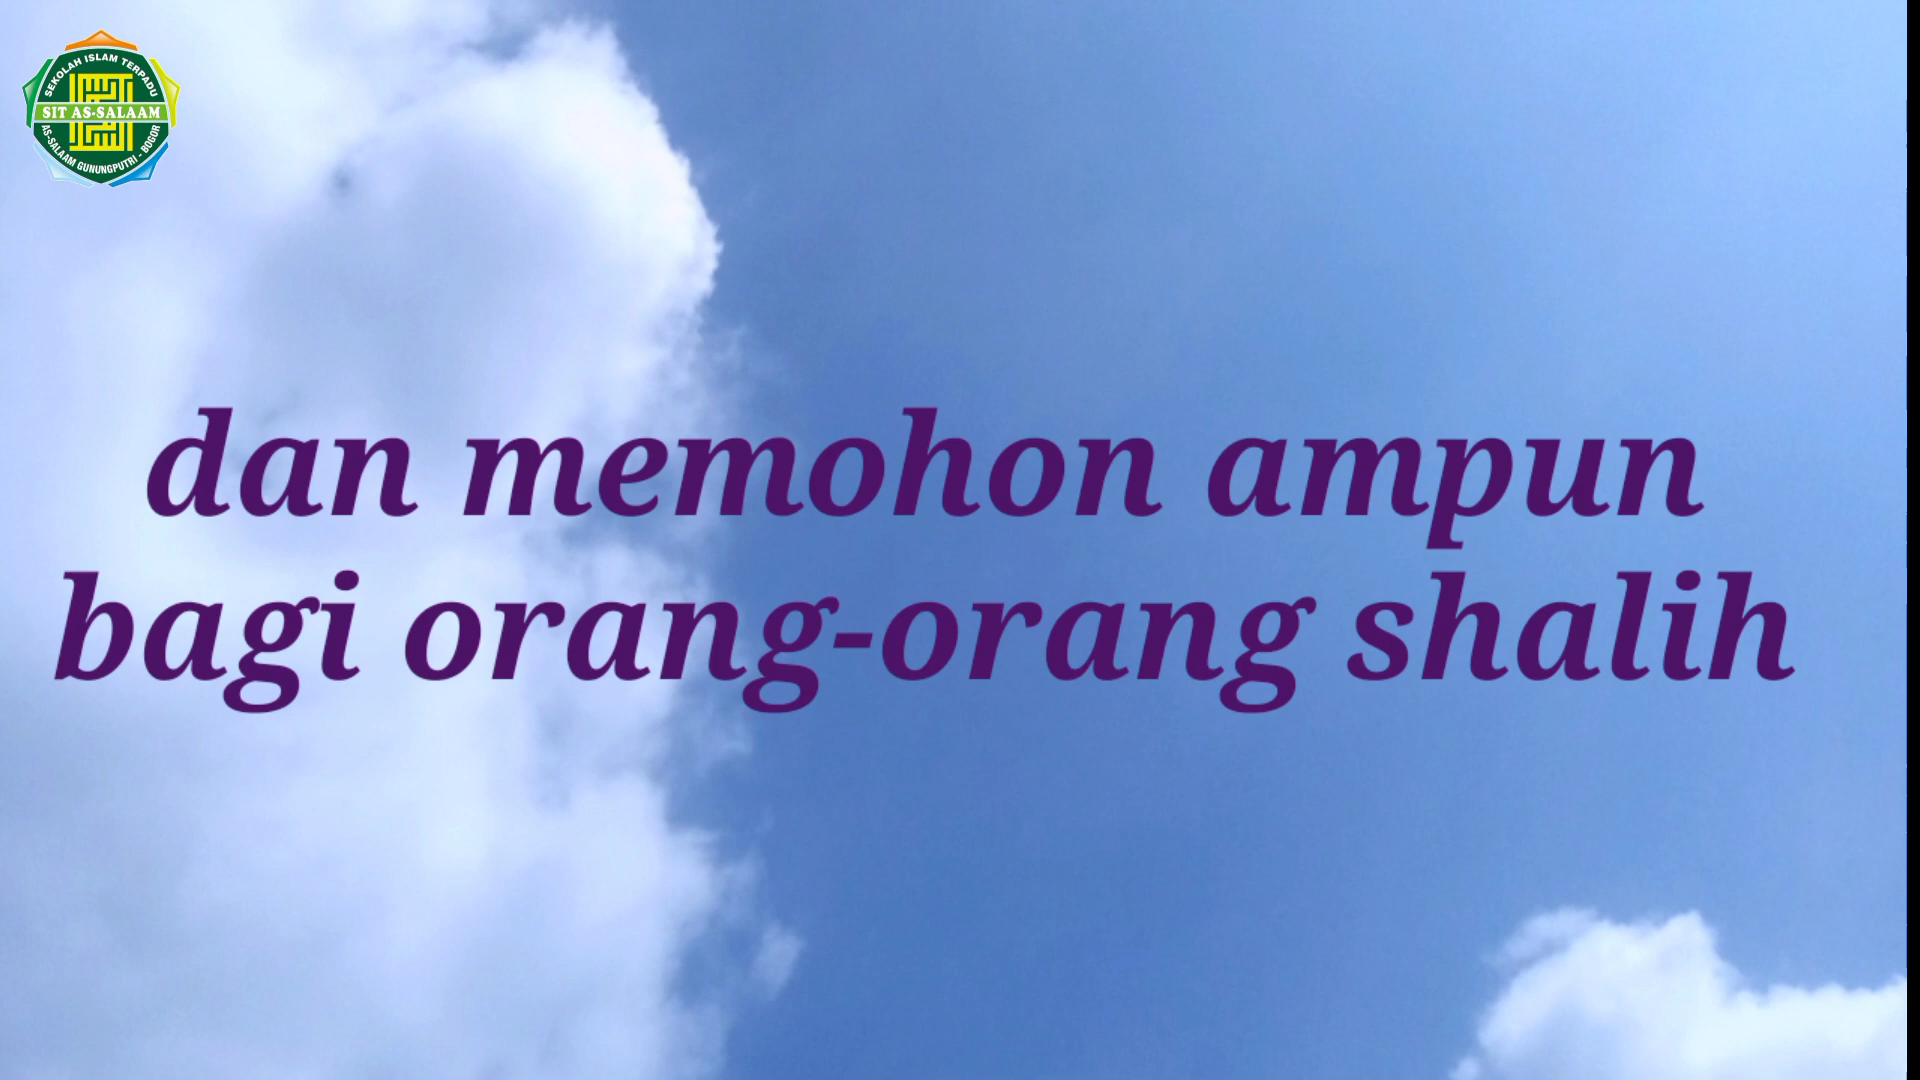 SEKOLAH ISLAM TERPADU
SIT AS-SALAAM
AS-SALAAM GUNUNGPUTRI - BOGOR
dan memohon ampun
bagi orang-orang shalih